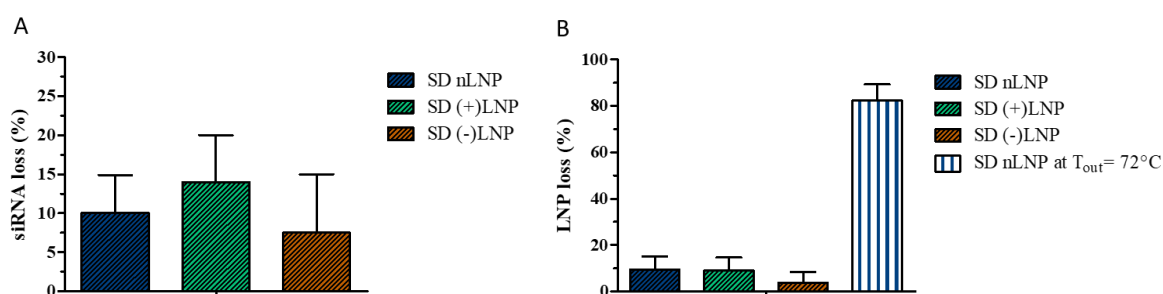 A
siRNA loss (%)
30
25
20
15
10
5
0
SD nLNP
SD (+)LNP
SD (-)LNP
B
LNP loss (%)
100
80
60
40
20
0
SD nLNP
SD (+)LNP
SD (-)LNP
SD nLNP at Tout= 72°C